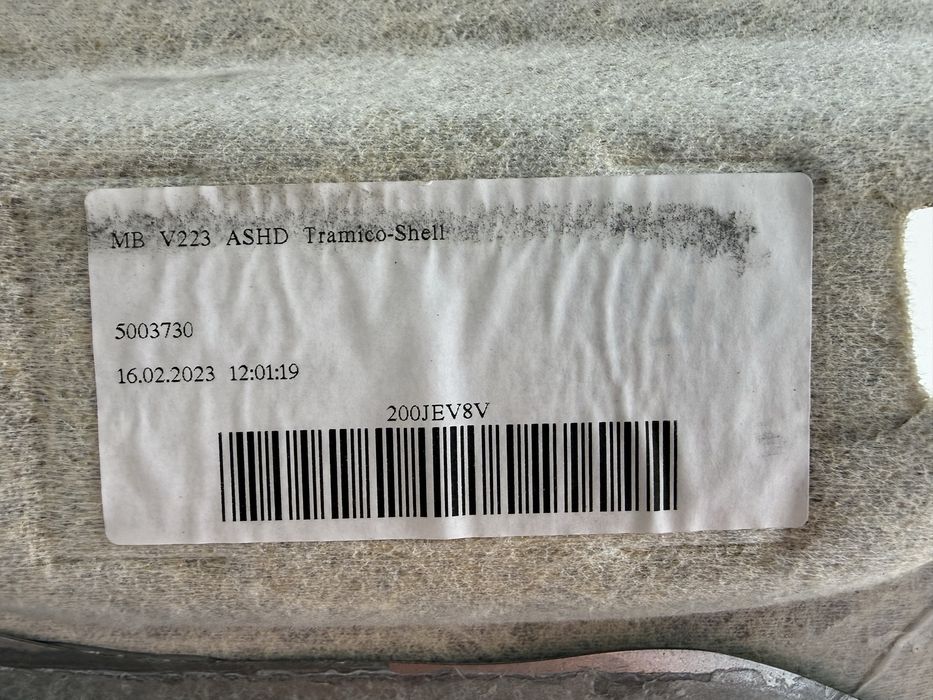 MB V223 ASHD Tramico-Shell
5003730
16.02.2023 12:01:19
200JEV8V